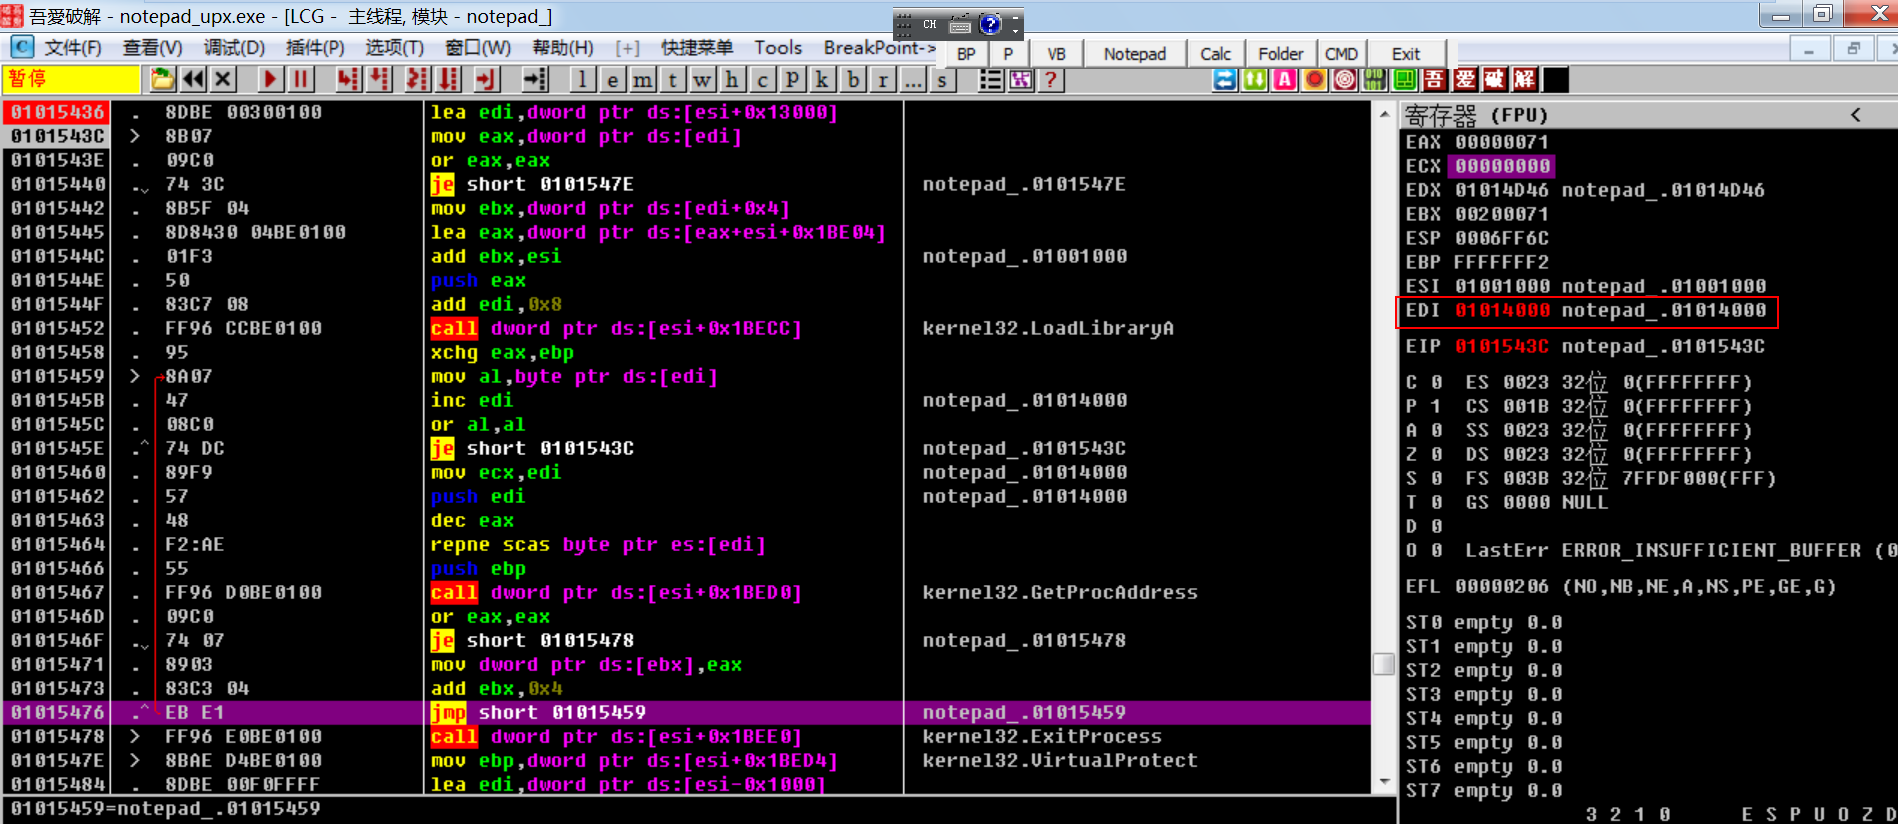 吾愛破解 - notepad_upx.exe - [LCG -  主线程, 模块 - notepad_]
CH
C 文件(F) 查看(V) 调试(D) 插件(P) 选项(T) 窗口(W) 帮助(H) [+] 快捷菜单 Tools BreakPoint-> BP P VB Notepad Calc Folder CMD Exit
暂停 l e m t w h c p k b r ... s ? A 吾 爱 破 解
01015436 . 8DBE 00300100 lea edi,dword ptr ds:[esi+0x13000]
0101543C > 8B07 mov eax,dword ptr ds:[edi]
0101543E . 09C0 or eax,eax
01015440 . 74 3C je short 0101547E notepad_.0101547E
01015442 . 8B5F 04 mov ebx,dword ptr ds:[edi+0x4]
01015445 . 8D8430 04BE0100 lea eax,dword ptr ds:[eax+esi+0x1BE04]
0101544C . 01F3 add ebx,esi notepad_.01001000
0101544E . 50 push eax
0101544F . 83C7 08 add edi,0x8
01015452 . FF96 CCBE0100 call dword ptr ds:[esi+0x1BECC] kernel32.LoadLibraryA
01015458 . 95 xchg eax,ebp
01015459 > 8A07 mov al,byte ptr ds:[edi]
0101545B . 47 inc edi notepad_.01014000
0101545C . 08C0 or al,al
0101545E .^ 74 DC je short 0101543C notepad_.0101543C
01015460 . 89F9 mov ecx,edi notepad_.01014000
01015462 . 57 push edi notepad_.01014000
01015463 . 48 dec eax
01015464 . F2:AE repne scas byte ptr es:[edi]
01015466 . 55 push ebp
01015467 . FF96 D0BE0100 call dword ptr ds:[esi+0x1BED0] kernel32.GetProcAddress
0101546D . 09C0 or eax,eax
0101546F . 74 07 je short 01015478 notepad_.01015478
01015471 . 8903 mov dword ptr ds:[ebx],eax
01015473 . 83C3 04 add ebx,0x4
01015476 .^ EB E1 jmp short 01015459 notepad_.01015459
01015478 > FF96 E0BE0100 call dword ptr ds:[esi+0x1BEE0] kernel32.ExitProcess
0101547E > 8BAE D4BE0100 mov ebp,dword ptr ds:[esi+0x1BED4] kernel32.VirtualProtect
01015484 . 8DBE 00F0FFFF lea edi,dword ptr ds:[esi-0x1000]
01015459=notepad_.01015459
寄存器 (FPU) <
EAX 00000071
ECX 00000000
EDX 01014D46 notepad_.01014D46
EBX 00200071
ESP 0006FF6C
EBP FFFFFFF2
ESI 01001000 notepad_.01001000
EDI 01014000 notepad_.01014000
EIP 0101543C notepad_.0101543C
C 0 ES 0023 32位 0(FFFFFFFF)
P 1 CS 001B 32位 0(FFFFFFFF)
A 0 SS 0023 32位 0(FFFFFFFF)
Z 0 DS 0023 32位 0(FFFFFFFF)
S 0 FS 003B 32位 7FFDF000(FFF)
T 0 GS 0000 NULL
D 0
O 0 LastErr ERROR_INSUFFICIENT_BUFFER (0
EFL 00000206 (NO,NB,NE,A,NS,PE,GE,G)
ST0 empty 0.0
ST1 empty 0.0
ST2 empty 0.0
ST3 empty 0.0
ST4 empty 0.0
ST5 empty 0.0
ST6 empty 0.0
ST7 empty 0.0
3 2 1 0 E S P U O Z D